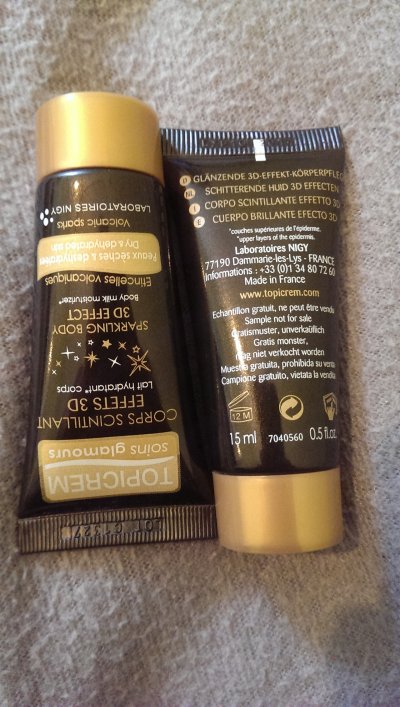 TOPICREM
soins glamours
CORPS SCINTILLANT
EFFETS 3D
Lait hydratant* corps
SPARKLING BODY
3D EFFECT
Body milk moisturizer*
Etincelles volcaniques
Peaux sèches & déshydratées
Dry & dehydrated skin
Volcanic sparks
LABORATOIRES NIGY
D GLÄNZENDE 3D-EFFEKT-KÖRPERPFLEGE
NL SCHITTERENDE HUID 3D EFFECTEN
I CORPO SCINTILLANTE EFFETTO 3D
E CUERPO BRILLANTE EFECTO 3D
*couches supérieures de l'épiderme.
*upper layers of the epidermis.
Laboratoires NIGY
77190 Dammarie-les-Lys - FRANCE
Informations : +33 (0)1 34 80 72 60
Made in France
www.topicrem.com
Echantillon gratuit, ne peut être vendu
Sample not for sale
Gratismuster, unverkäuflich
Gratis monster,
mag niet verkocht worden
Muestra gratuita, prohibida su
Campione gratuito, vietata la vendita
12 M
15 ml 7040560 0.5 fl.oz